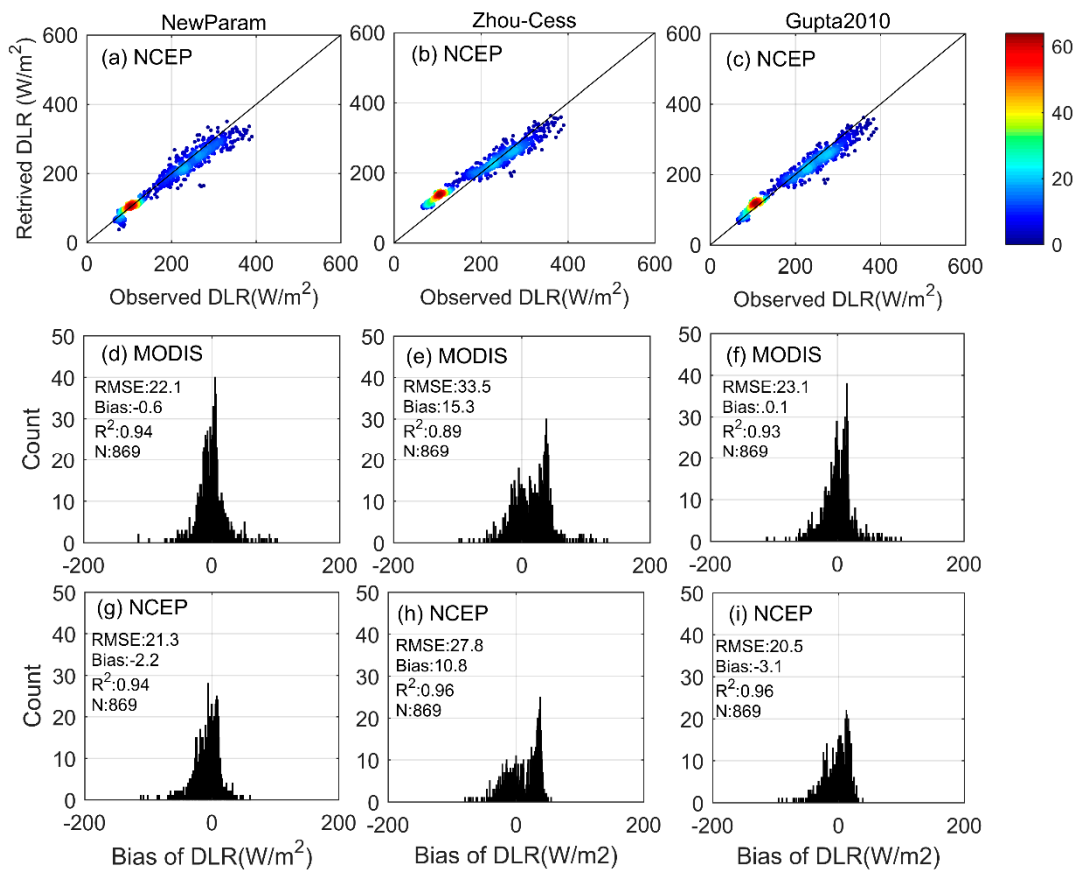 NewParam
Zhou-Cess
Gupta2010
600
400
200
0
Retrived DLR (W/m²)
(a) NCEP
0 200 400 600
Observed DLR(W/m²)
600
400
200
0
(b) NCEP
0 200 400 600
Observed DLR(W/m²)
600
400
200
0
(c) NCEP
0 200 400 600
Observed DLR(W/m²)
60
40
20
0
50
40
30
20
10
0
Count
(d) MODIS
RMSE:22.1
Bias:-0.6
R²:0.94
N:869
-200 0 200
50
40
30
20
10
0
(e) MODIS
RMSE:33.5
Bias:15.3
R²:0.89
N:869
-200 0 200
50
40
30
20
10
0
(f) MODIS
RMSE:23.1
Bias:.0.1
R²:0.93
N:869
-200 0 200
50
40
30
20
10
0
Count
(g) NCEP
RMSE:21.3
Bias:-2.2
R²:0.94
N:869
-200 0 200
Bias of DLR(W/m²)
50
40
30
20
10
0
(h) NCEP
RMSE:27.8
Bias:10.8
R²:0.96
N:869
-200 0 200
Bias of DLR(W/m2)
50
40
30
20
10
0
(i) NCEP
RMSE:20.5
Bias:-3.1
R²:0.96
N:869
-200 0 200
Bias of DLR(W/m2)